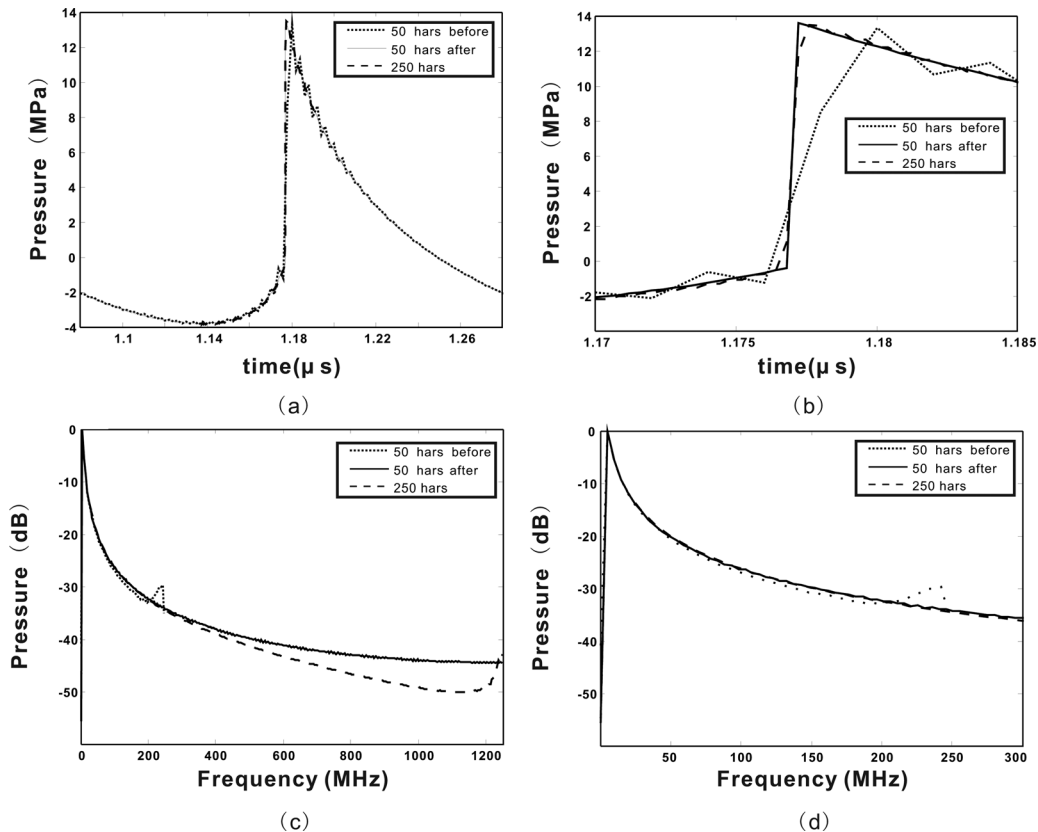 14
12
10
8
6
4
2
0
-2
-4
Pressure (MPa)
50 hars before
50 hars after
250 hars
1.1
1.14
1.18
1.22
1.26
time(μ s)
(a)
14
12
10
8
6
4
2
0
-2
Pressure (MPa)
50 hars before
50 hars after
250 hars
1.17
1.175
1.18
1.185
time(μ s)
(b)
0
-10
-20
-30
-40
-50
Pressure (dB)
50 hars before
50 hars after
250 hars
0
200
400
600
800
1000
1200
Frequency (MHz)
(c)
0
-10
-20
-30
-40
-50
Pressure (dB)
50 hars before
50 hars after
250 hars
0
50
100
150
200
250
300
Frequency (MHz)
(d)